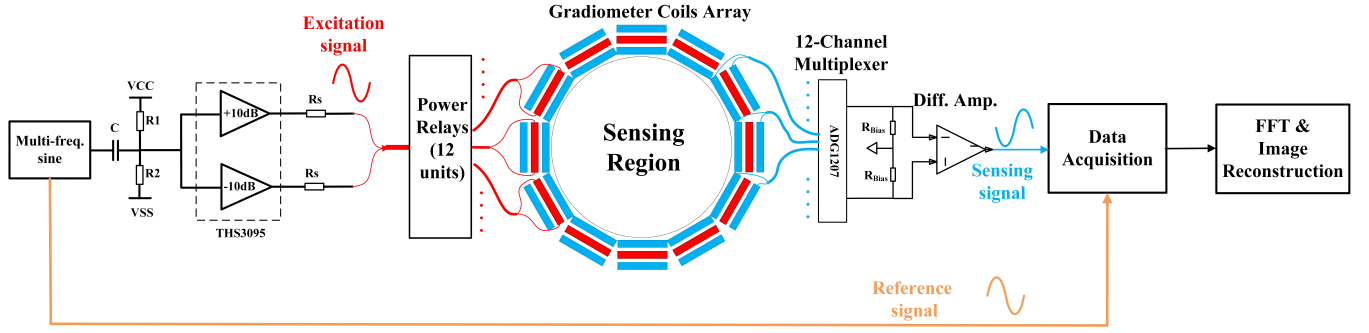 Gradiometer Coils Array
Excitation
signal
12-Channel
Multiplexer
VCC
C
R1
R2
VSS
Multi-freq.
sine
+10dB
-10dB
Rs
Rs
THS3095
Power
Relays
(12
units)
Sensing
Region
ADG1207
RBias
RBias
Diff. Amp.
Sensing
signal
Data
Acquisition
FFT &
Image
Reconstruction
Reference
signal